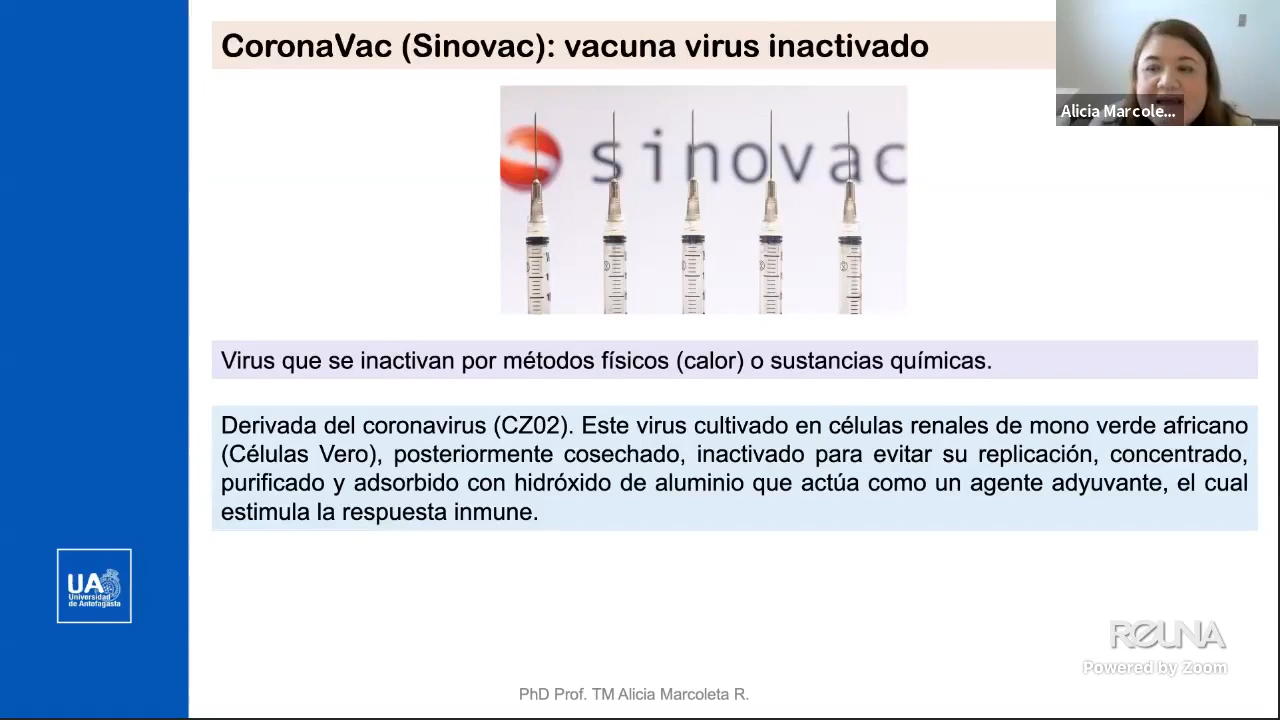 CoronaVac (Sinovac): vacuna virus inactivado
Alicia Marcole...
sinovac
Virus que se inactivan por métodos físicos (calor) o sustancias químicas.
Derivada del coronavirus (CZ02). Este virus cultivado en células renales de mono verde africano
(Células Vero), posteriormente cosechado, inactivado para evitar su replicación, concentrado,
purificado y adsorbido con hidróxido de aluminio que actúa como un agente adyuvante, el cual
estimula la respuesta inmune.
UA
Universidad
de Antofagasta
REUNA
Powered by Zoom
PhD Prof. TM Alicia Marcoleta R.